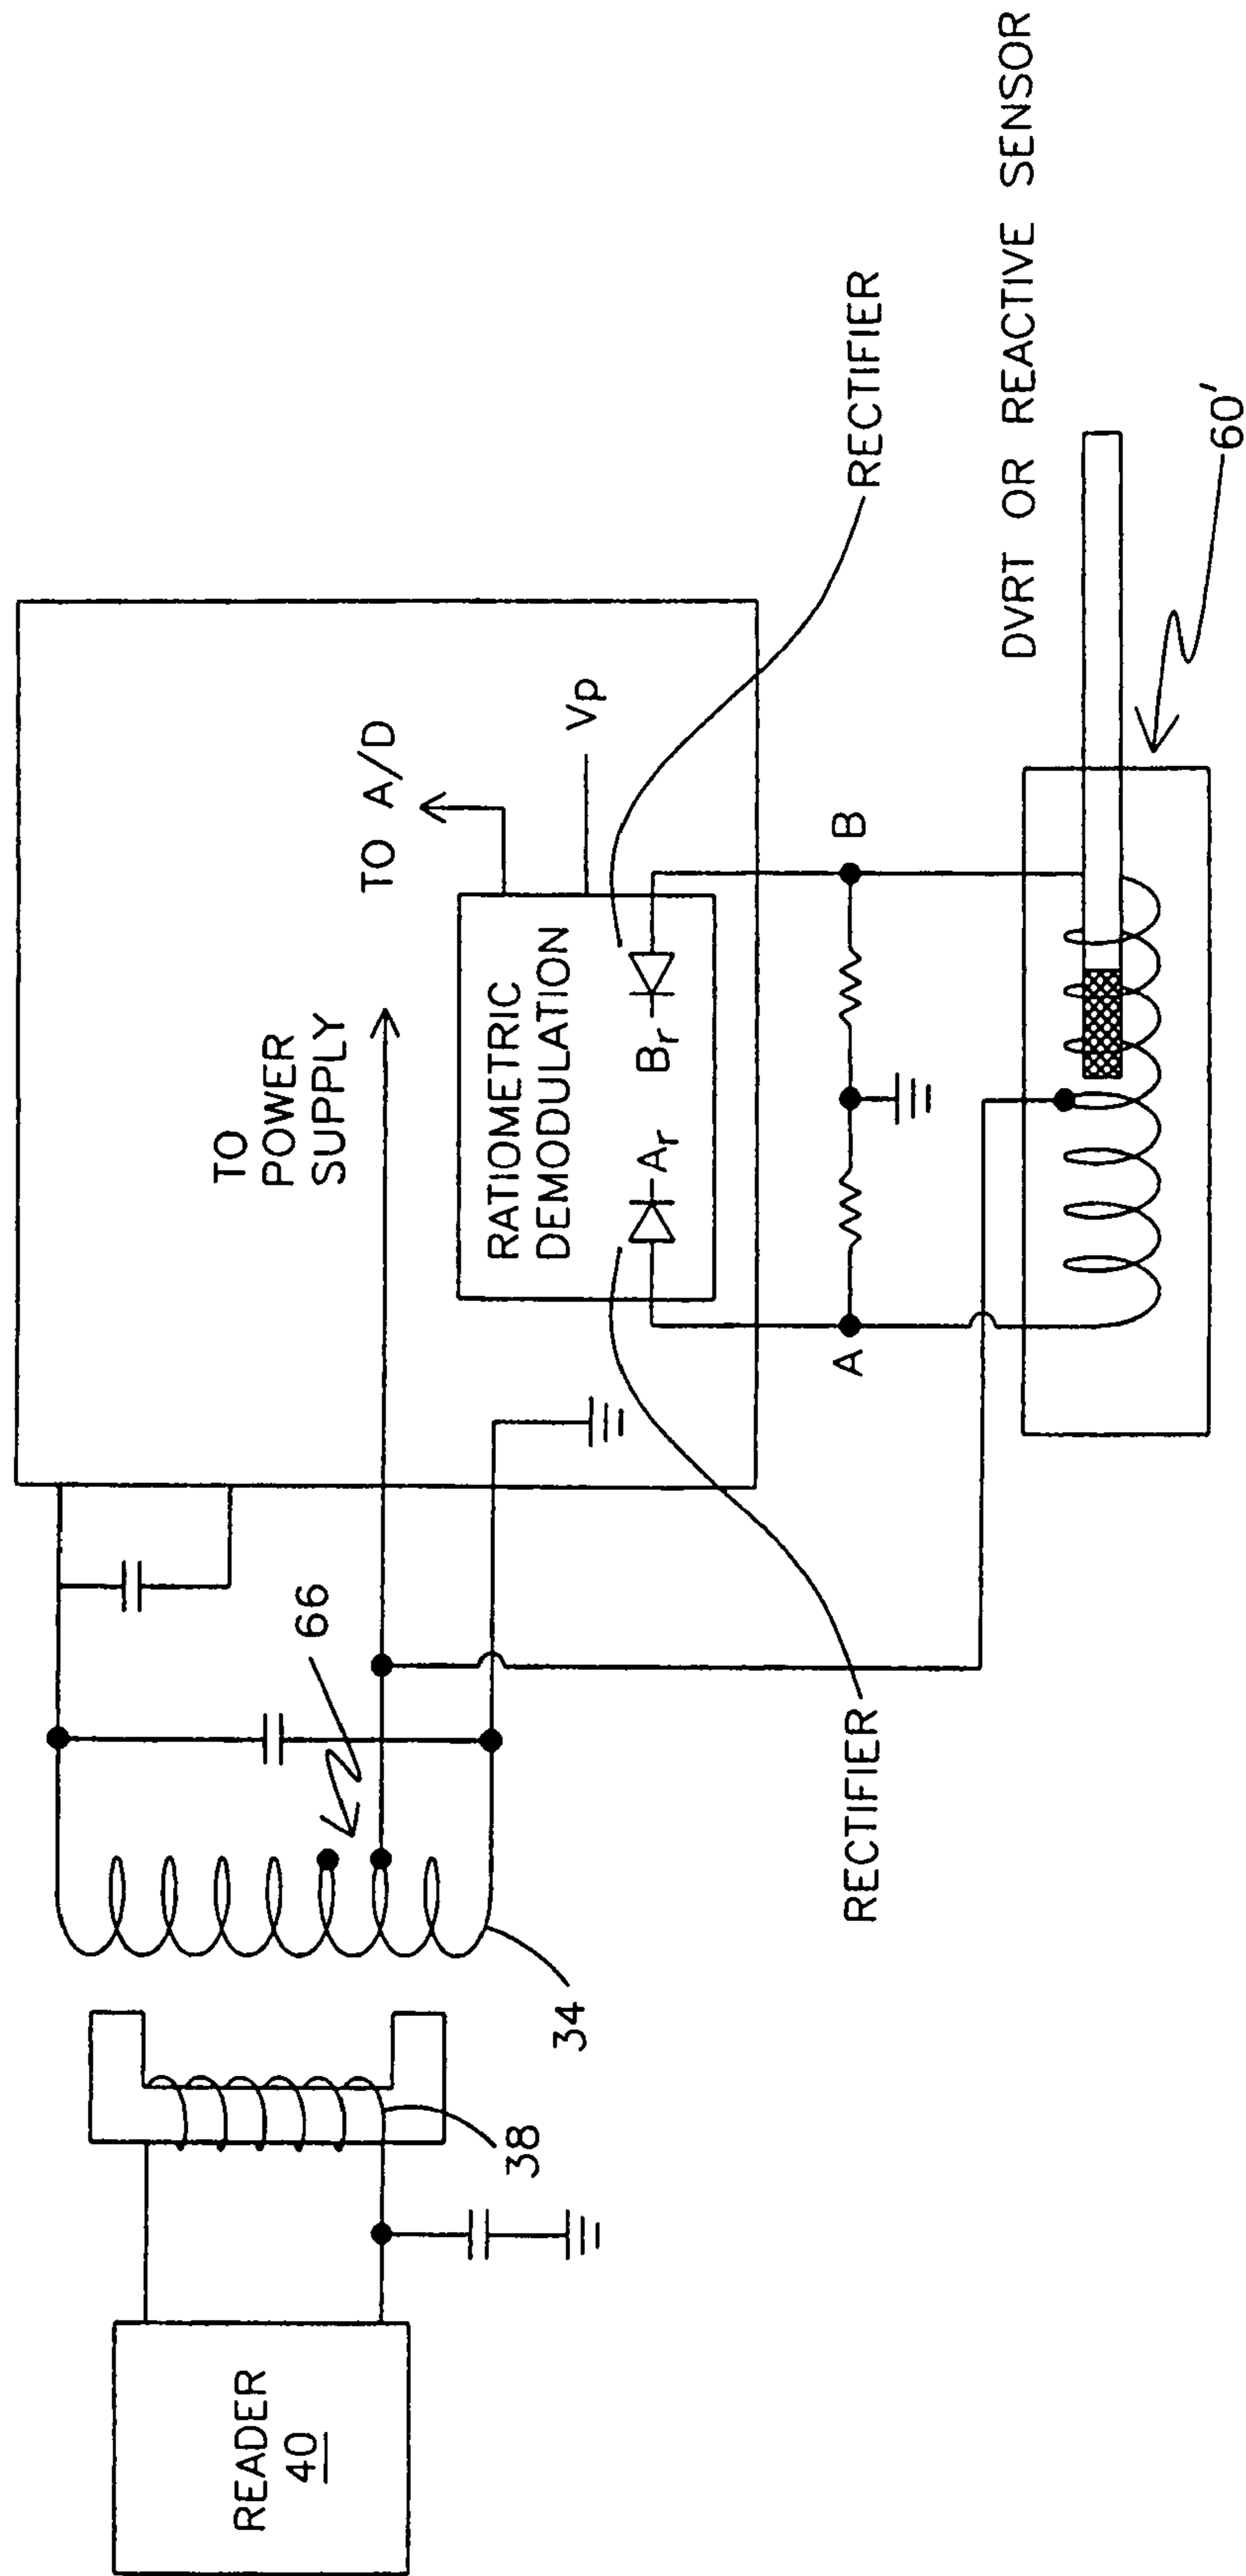 READER
40
38
34
66
TO
POWER
SUPPLY
TO A/D
RATIOMETRIC
DEMODULATION
Vp
Ar
Br
A
B
RECTIFIER
RECTIFIER
DVRT OR REACTIVE SENSOR
60'